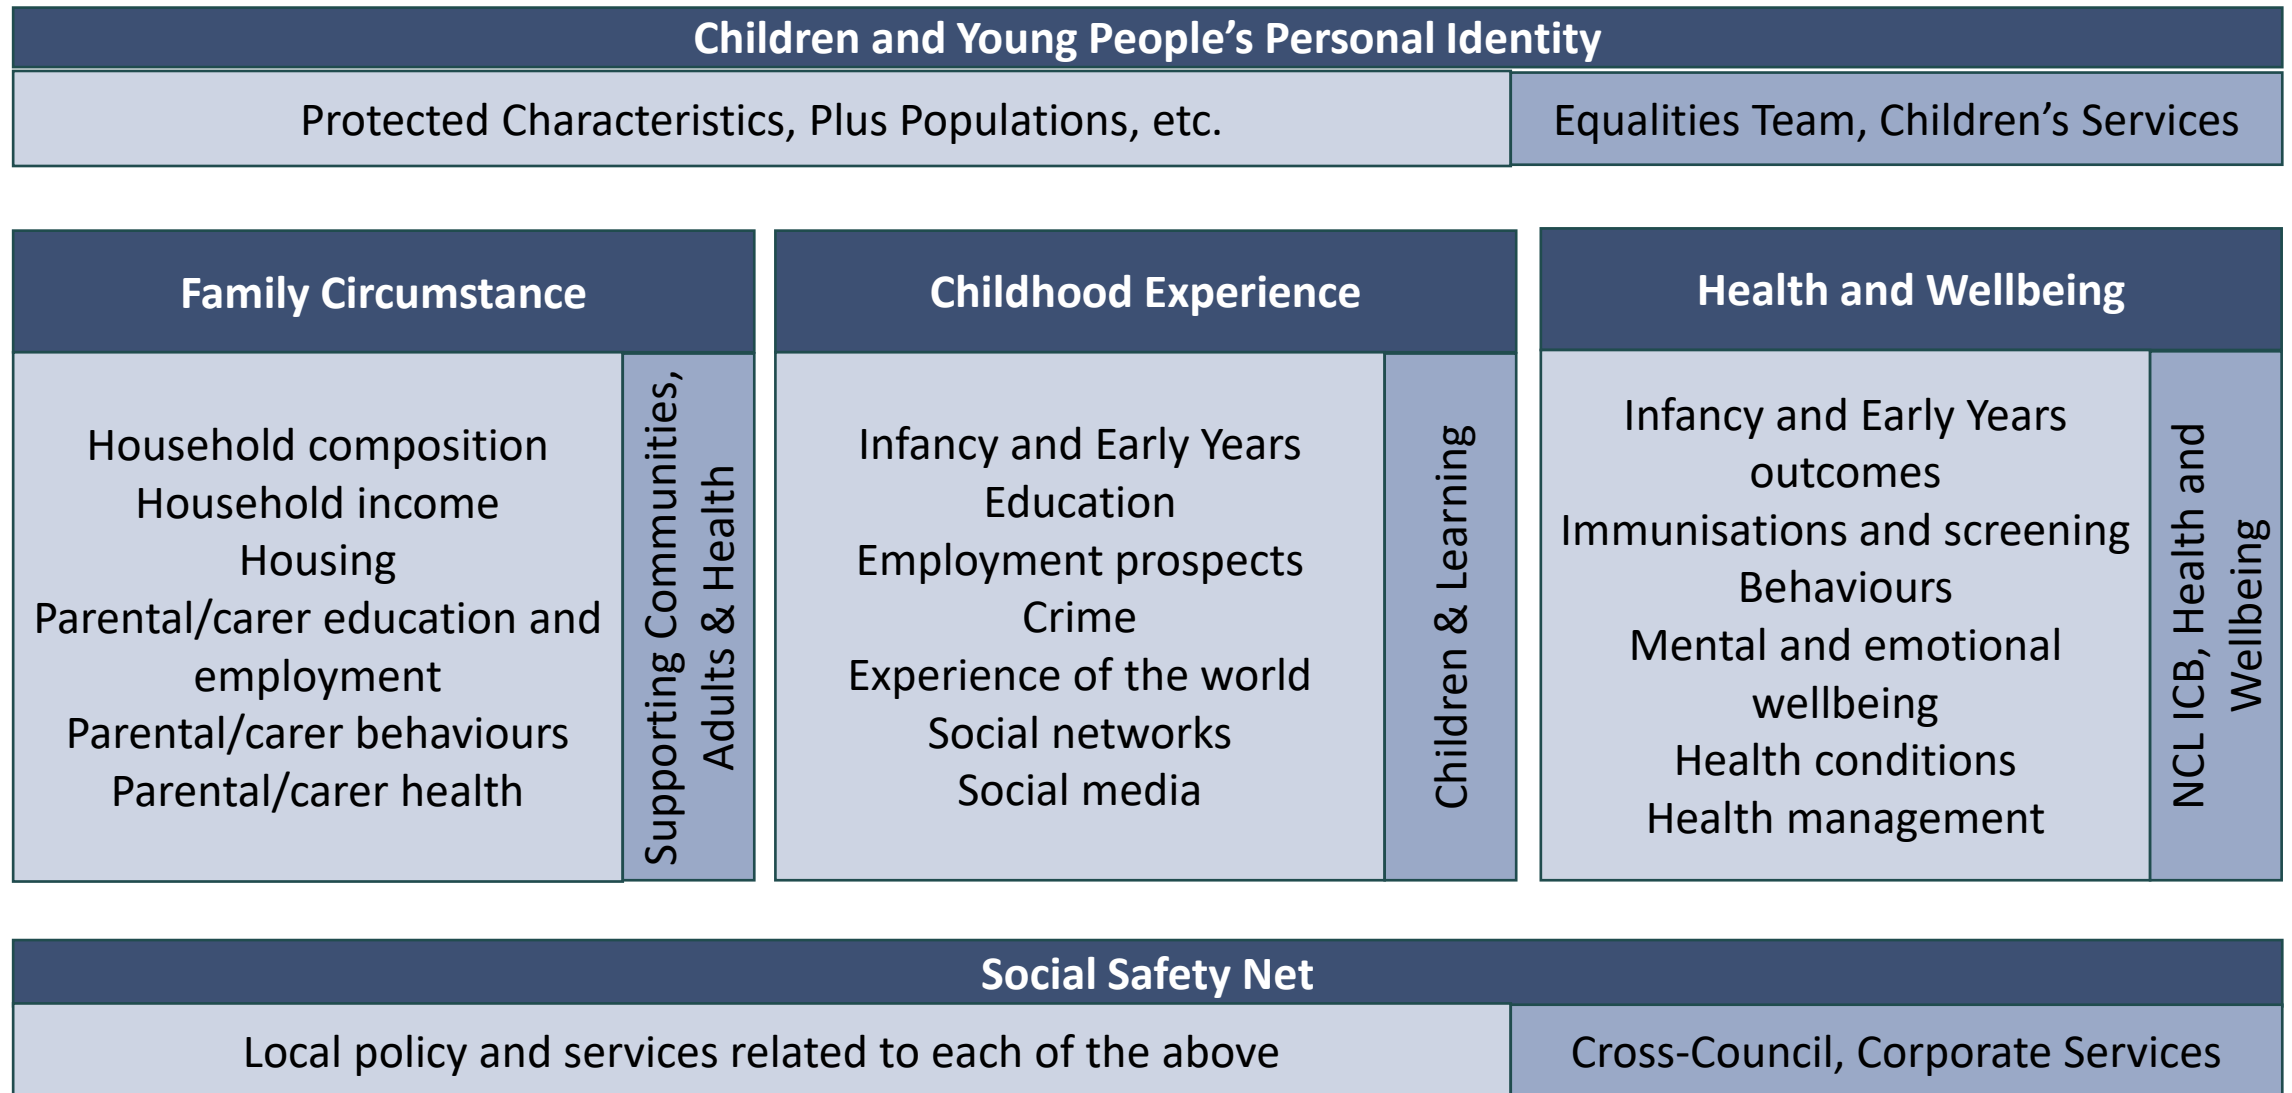 Children and Young People’s Personal Identity
Protected Characteristics, Plus Populations, etc.
Equalities Team, Children’s Services
Family Circumstance
Household composition
Household income
Housing
Parental/carer education and
employment
Parental/carer behaviours
Parental/carer health
Supporting Communities,
Adults & Health
Childhood Experience
Infancy and Early Years
Education
Employment prospects
Crime
Experience of the world
Social networks
Social media
Children & Learning
Health and Wellbeing
Infancy and Early Years
outcomes
Immunisations and screening
Behaviours
Mental and emotional
wellbeing
Health conditions
Health management
NCL ICB, Health and
Wellbeing
Social Safety Net
Local policy and services related to each of the above
Cross-Council, Corporate Services